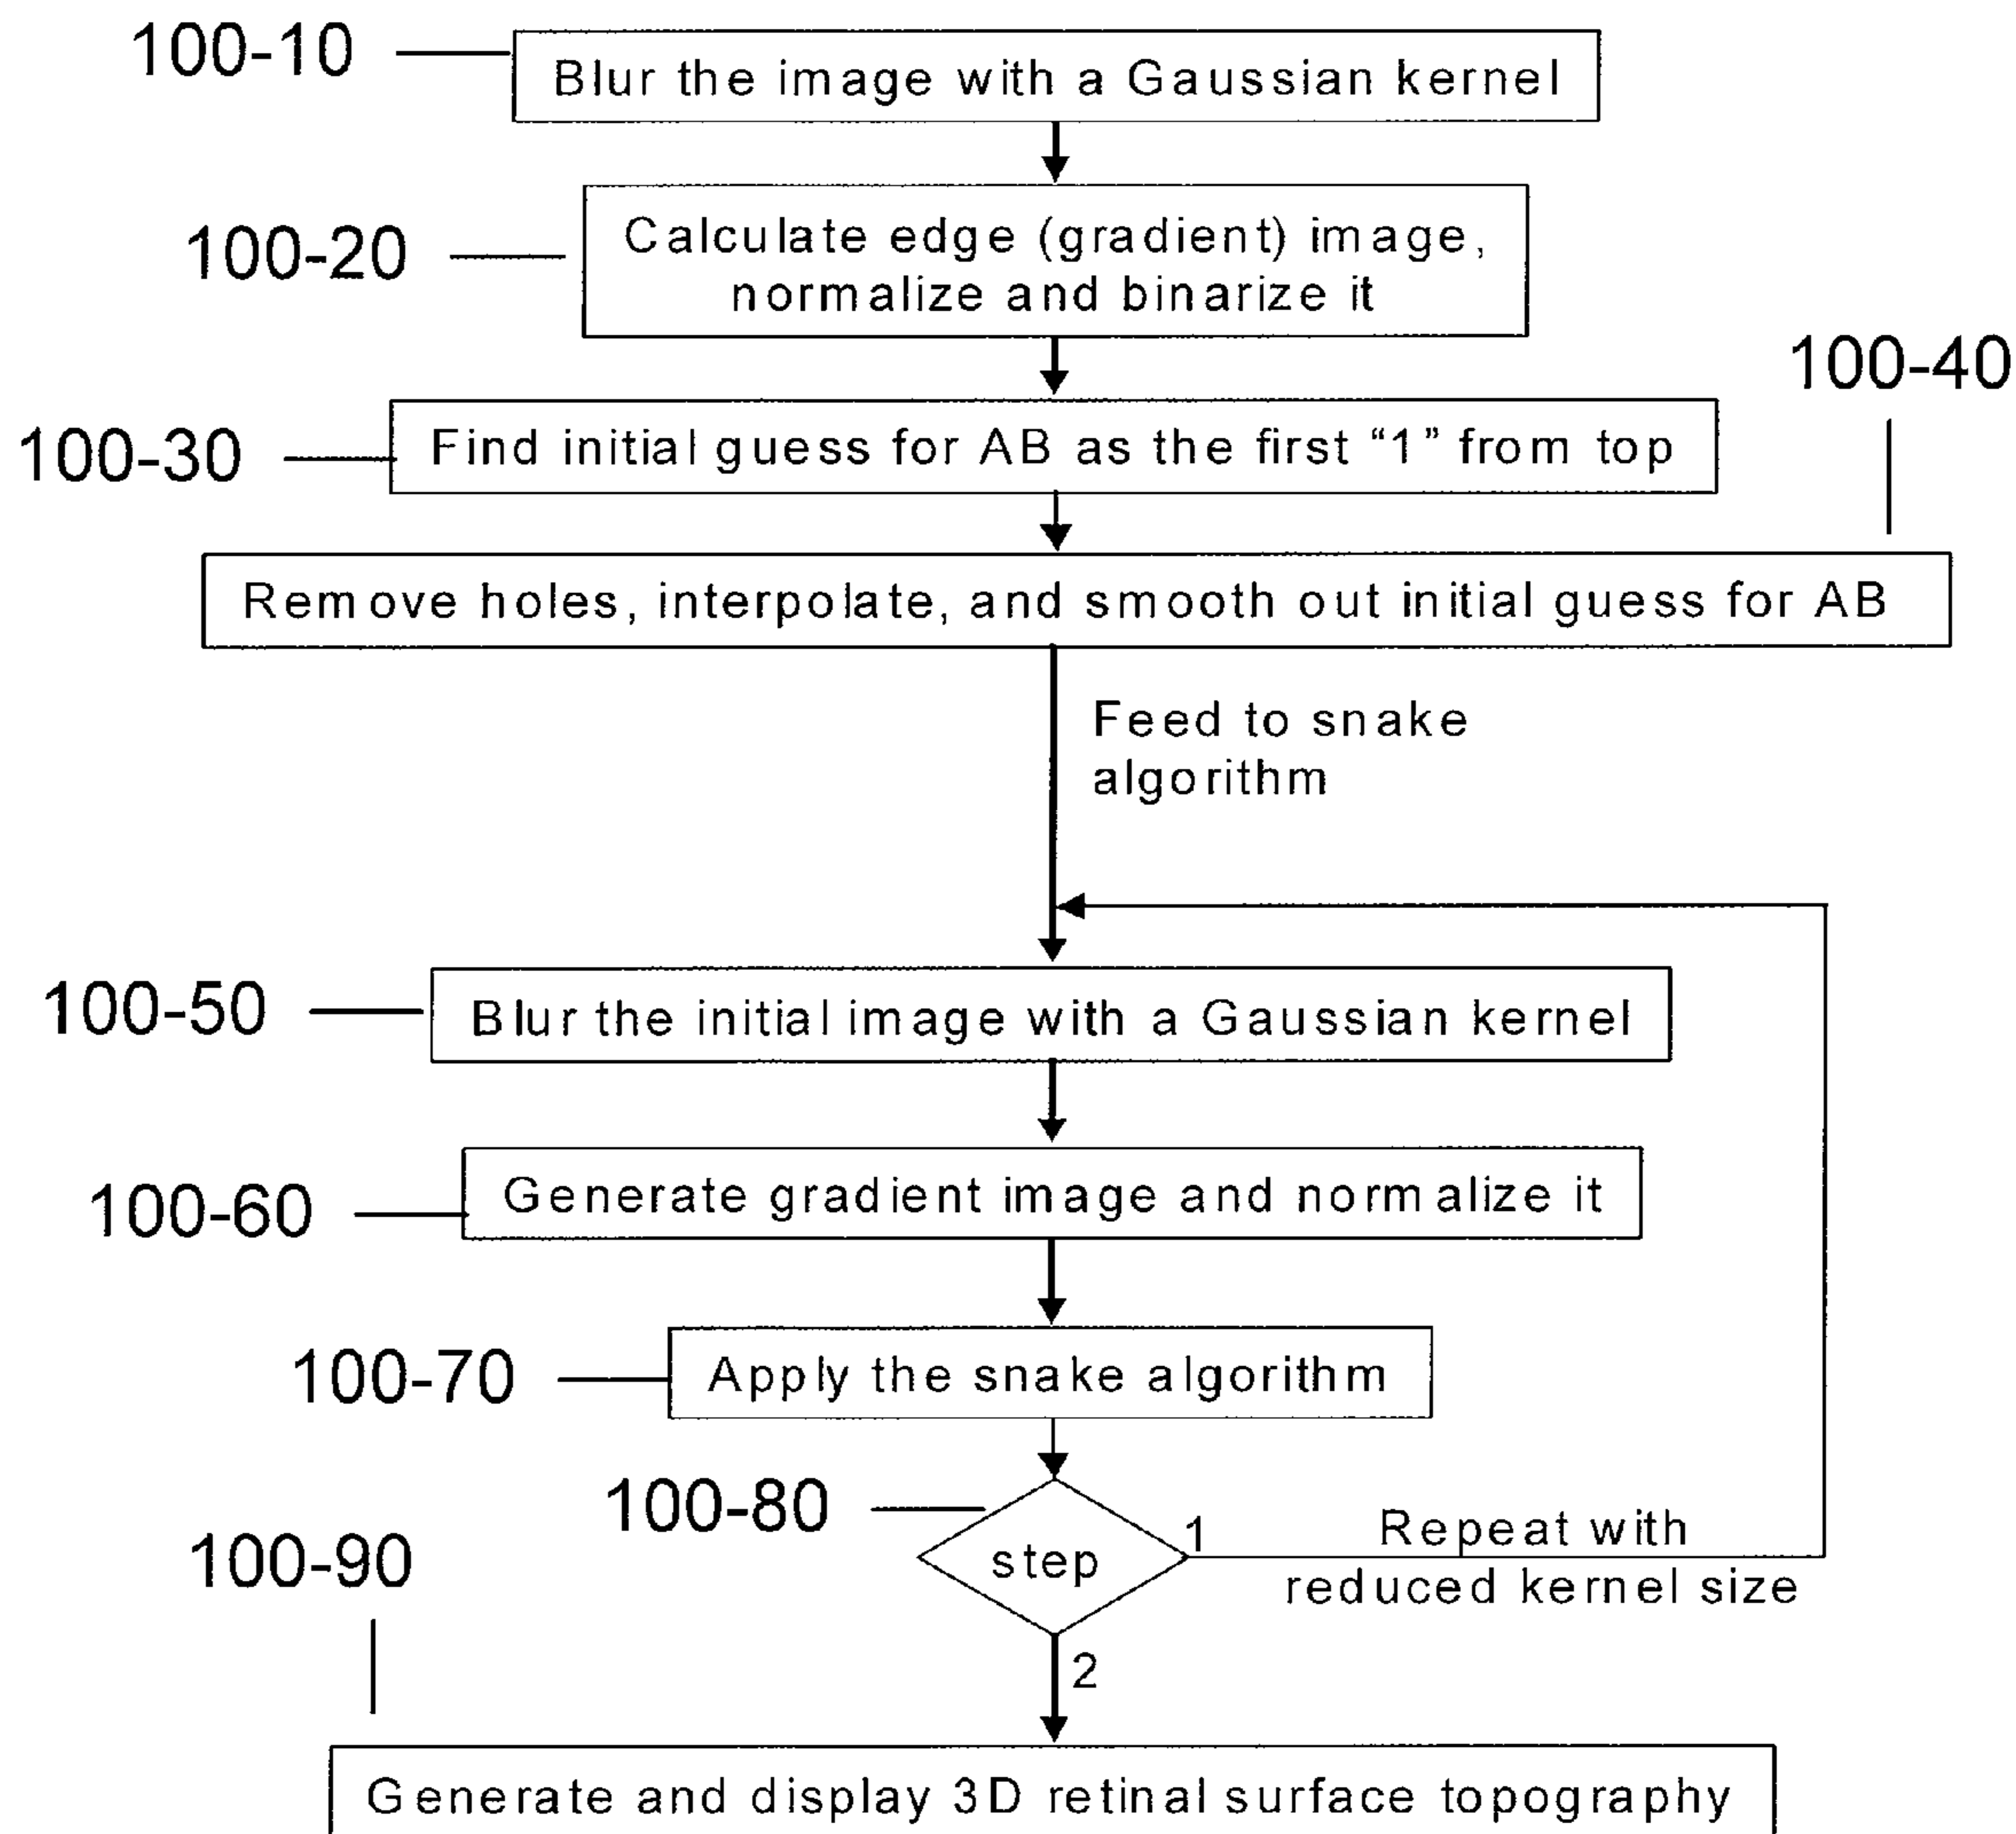 100-10
Blur the image with a Gaussian kernel
100-20
Calculate edge (gradient) image,
normalize and binarize it
100-40
100-30
Find initial guess for AB as the first “1” from top
Remove holes, interpolate, and smooth out initial guess for AB
Feed to snake
algorithm
100-50
Blur the initial image with a Gaussian kernel
100-60
Generate gradient image and normalize it
100-70
Apply the snake algorithm
100-80
step
1
Repeat with
reduced kernel size
100-90
2
Generate and display 3D retinal surface topography